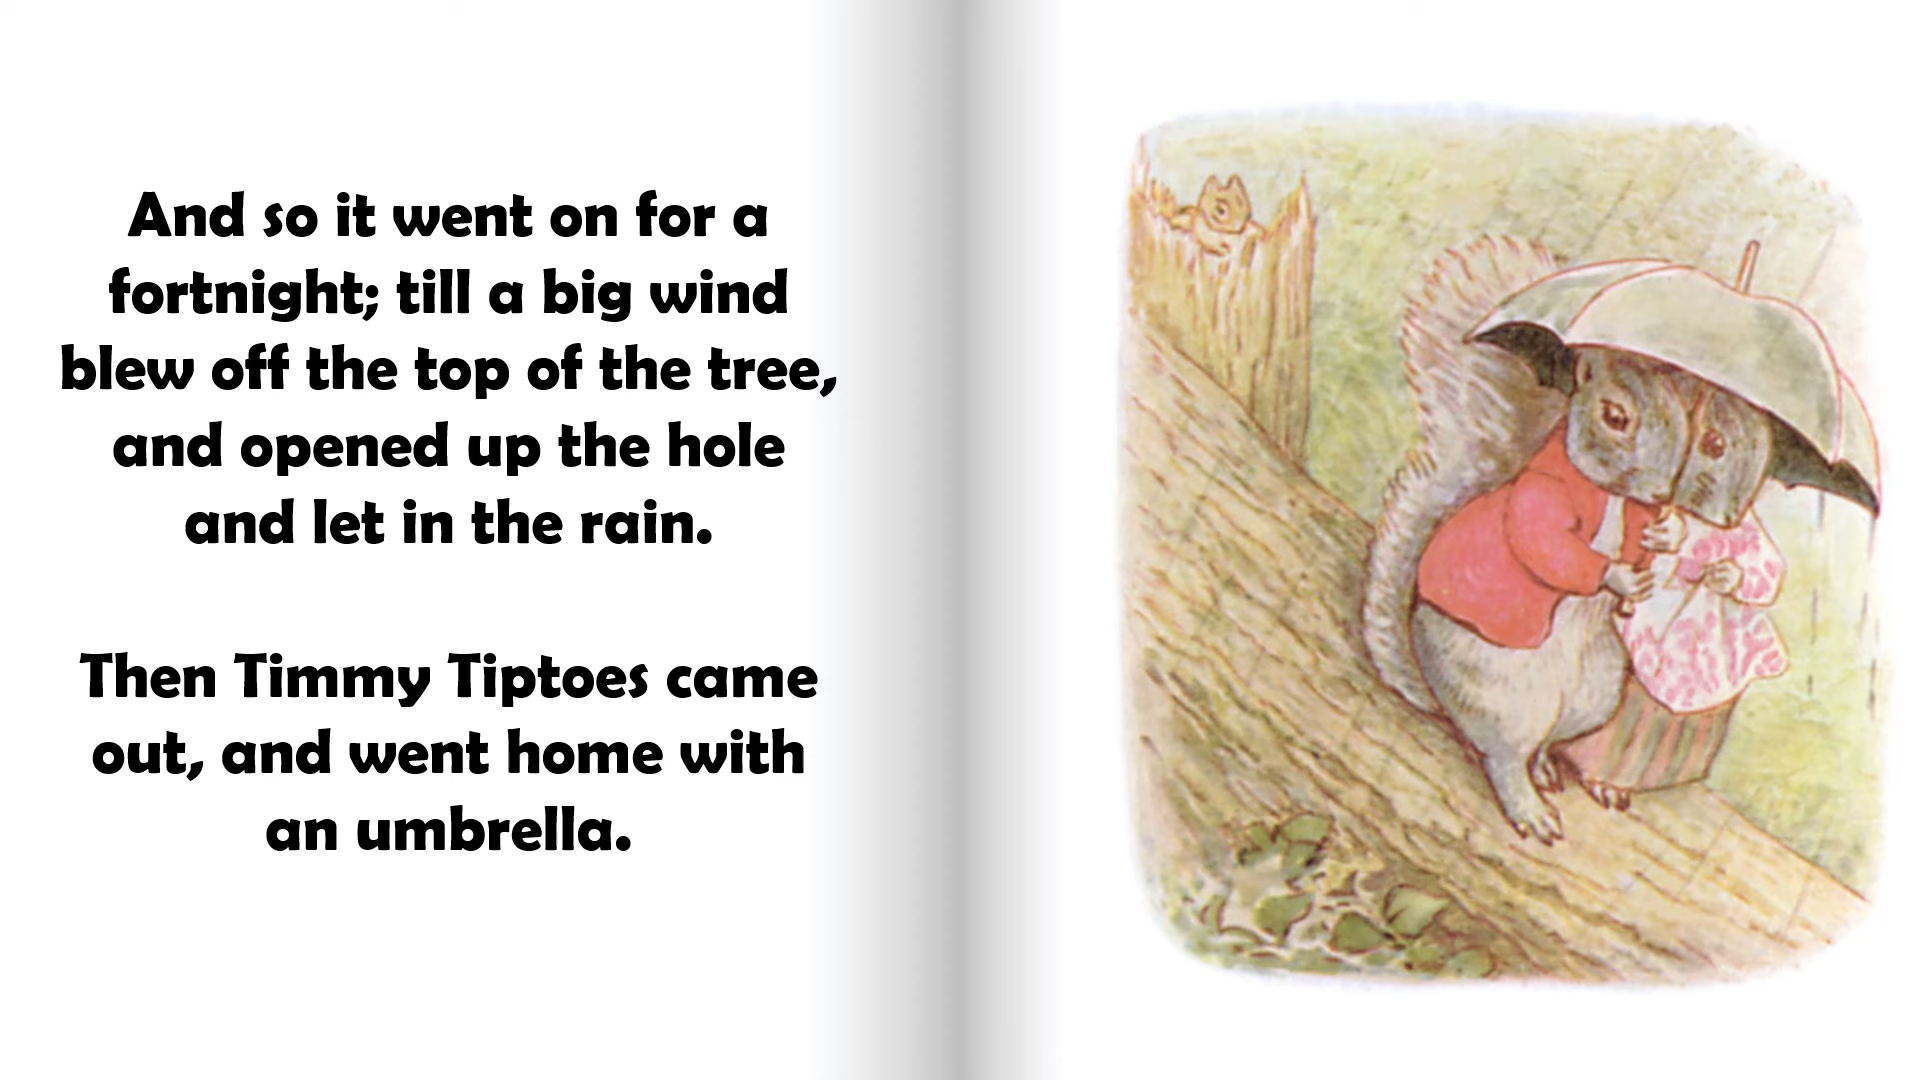 And so it went on for a
fortnight; till a big wind
blew off the top of the tree,
and opened up the hole
and let in the rain.
Then Timmy Tiptoes came
out, and went home with
an umbrella.